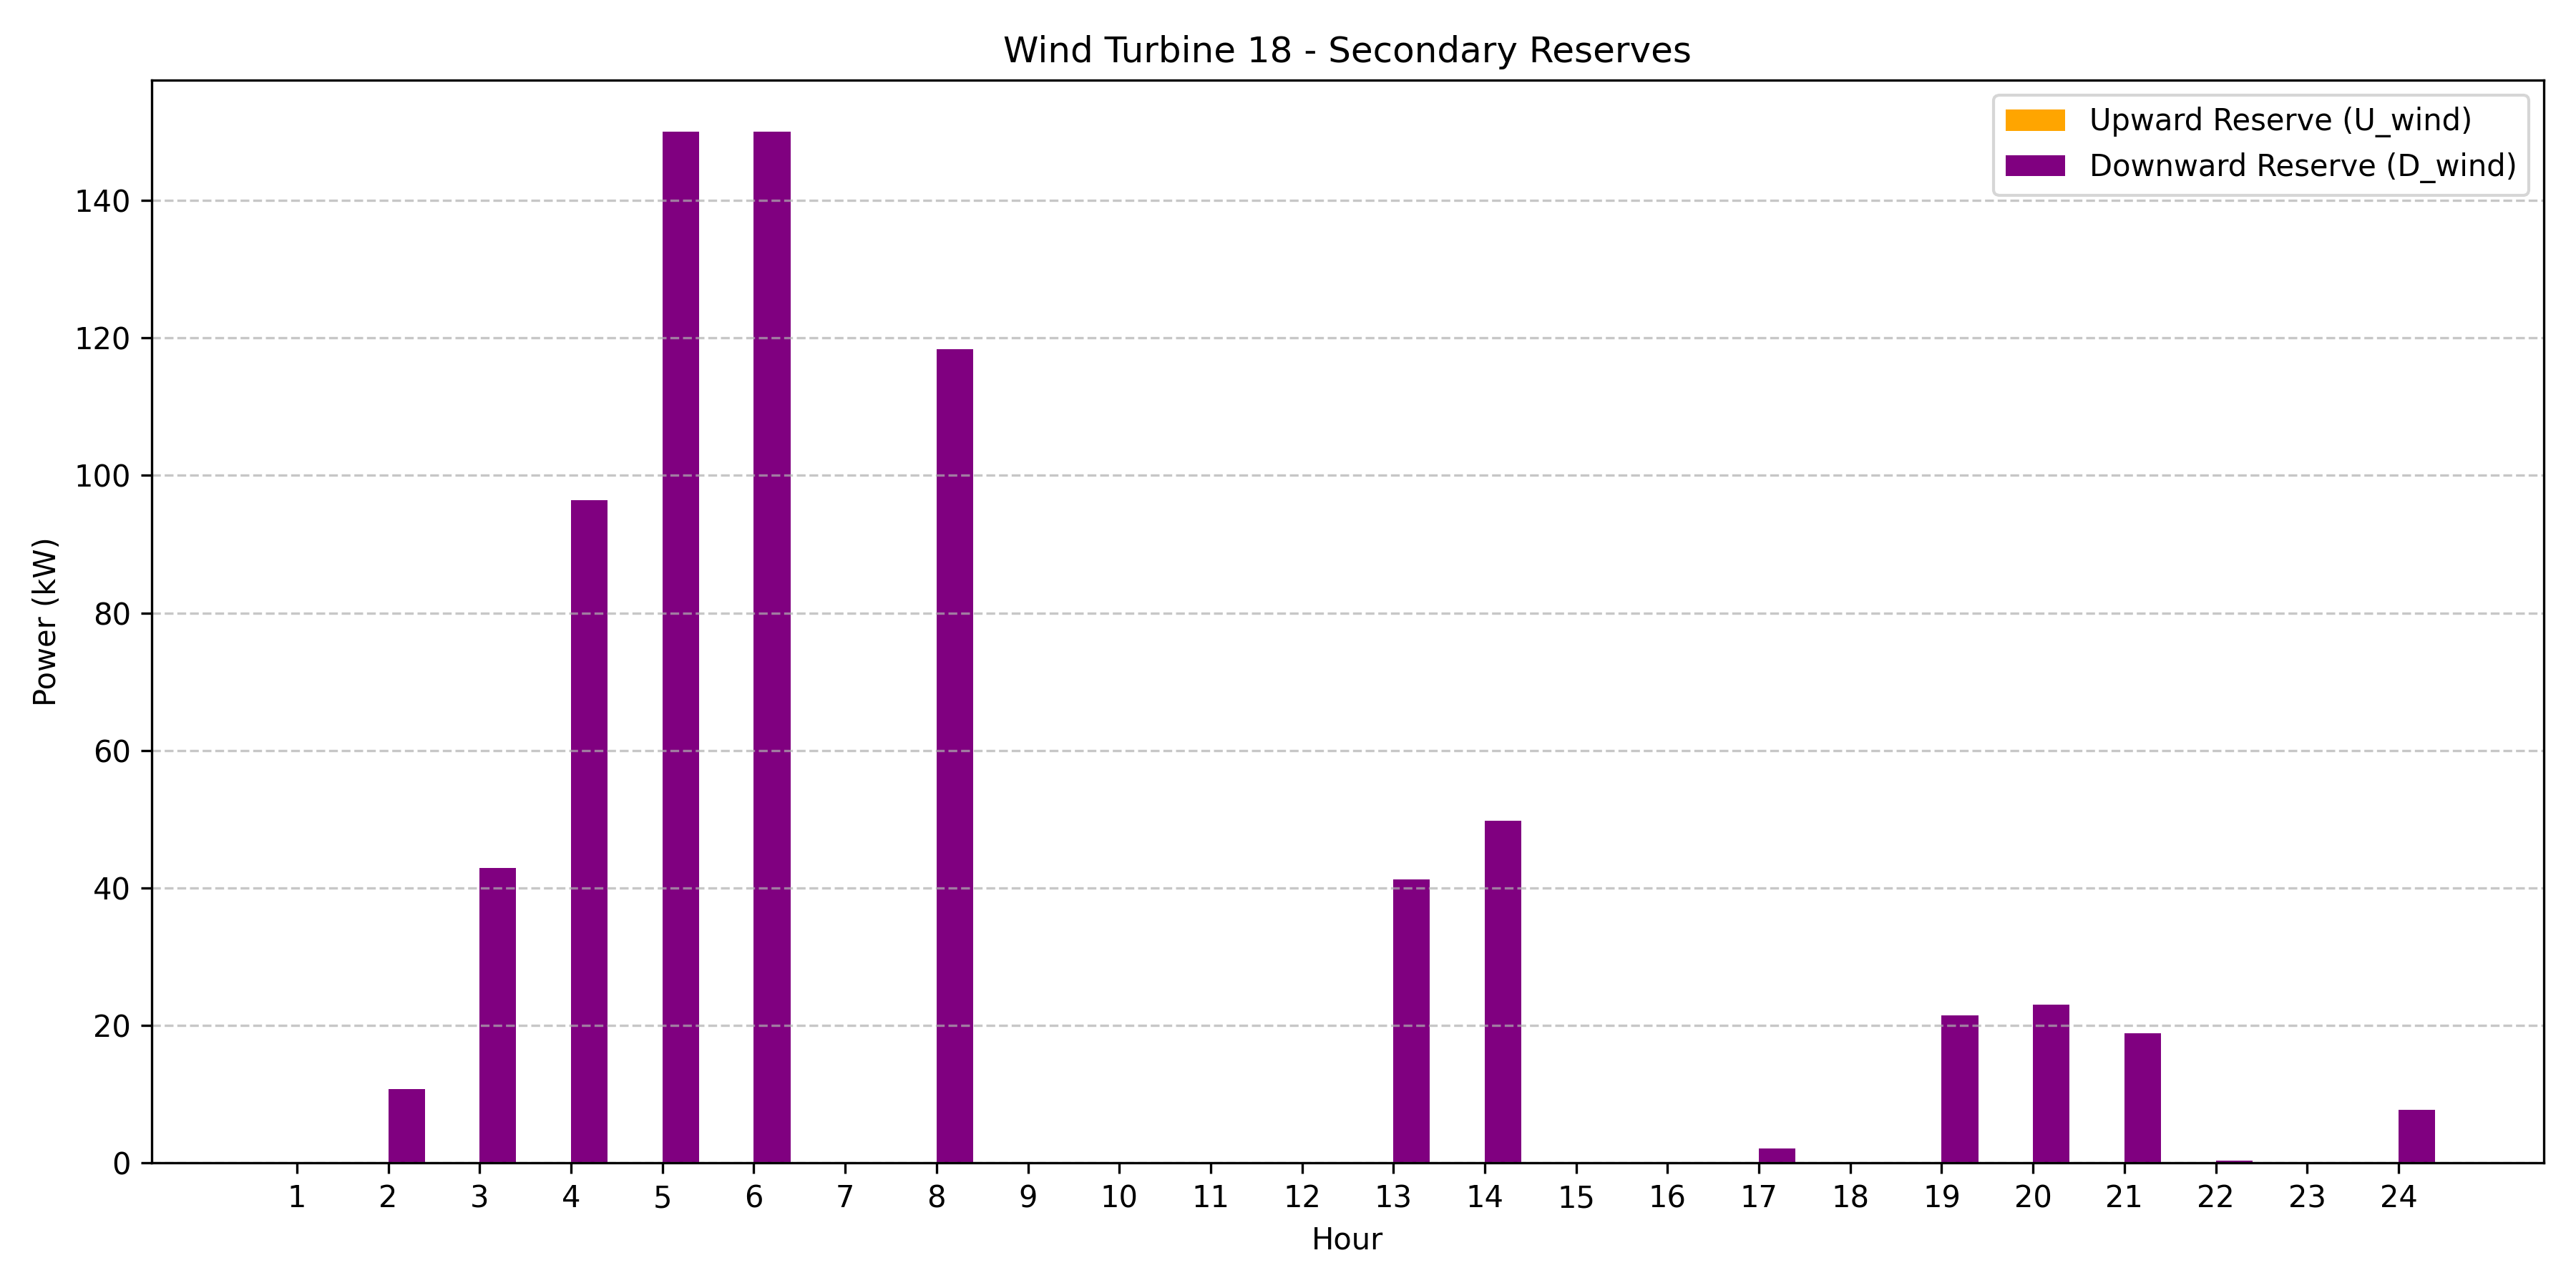 Wind Turbine 18 - Secondary Reserves
Upward Reserve (U_wind)
Downward Reserve (D_wind)
Power (kW)
140
120
100
80
60
40
20
0
1 2 3 4 5 6 7 8 9 10 11 12 13 14 15 16 17 18 19 20 21 22 23 24
Hour